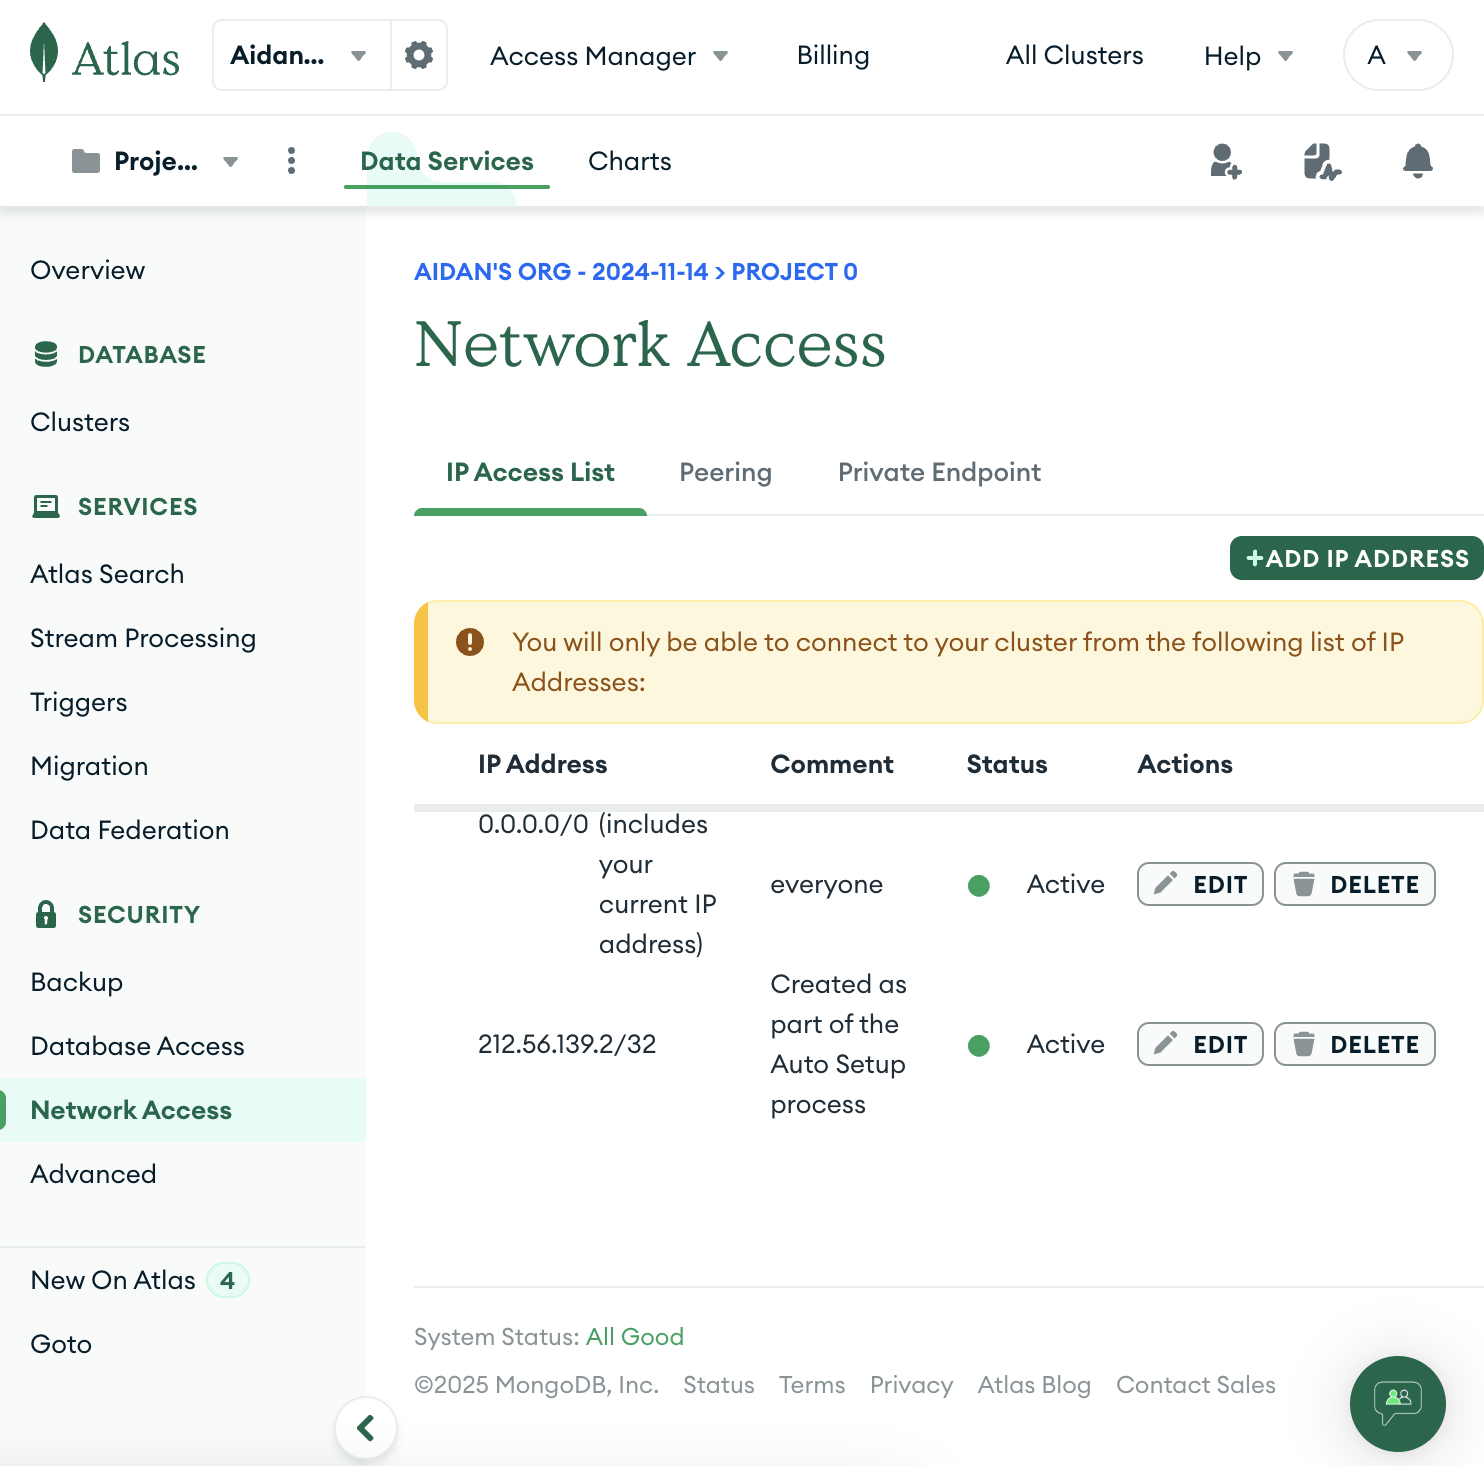 Atlas
Aidan...
Access Manager
Billing
All Clusters
Help
A
Proje...
Data Services
Charts
Overview
DATABASE
Clusters
SERVICES
Atlas Search
Stream Processing
Triggers
Migration
Data Federation
SECURITY
Backup
Database Access
Network Access
Advanced
New On Atlas 4
Goto
AIDAN'S ORG - 2024-11-14 > PROJECT 0
Network Access
IP Access List
Peering
Private Endpoint
+ADD IP ADDRESS
You will only be able to connect to your cluster from the following list of IP
Addresses:
IP Address
Comment
Status
Actions
0.0.0.0/0 (includes
your
current IP
address)
everyone
Active
EDIT
DELETE
212.56.139.2/32
Created as
part of the
Auto Setup
process
Active
EDIT
DELETE
System Status: All Good
©2025 MongoDB, Inc. Status Terms Privacy Atlas Blog Contact Sales